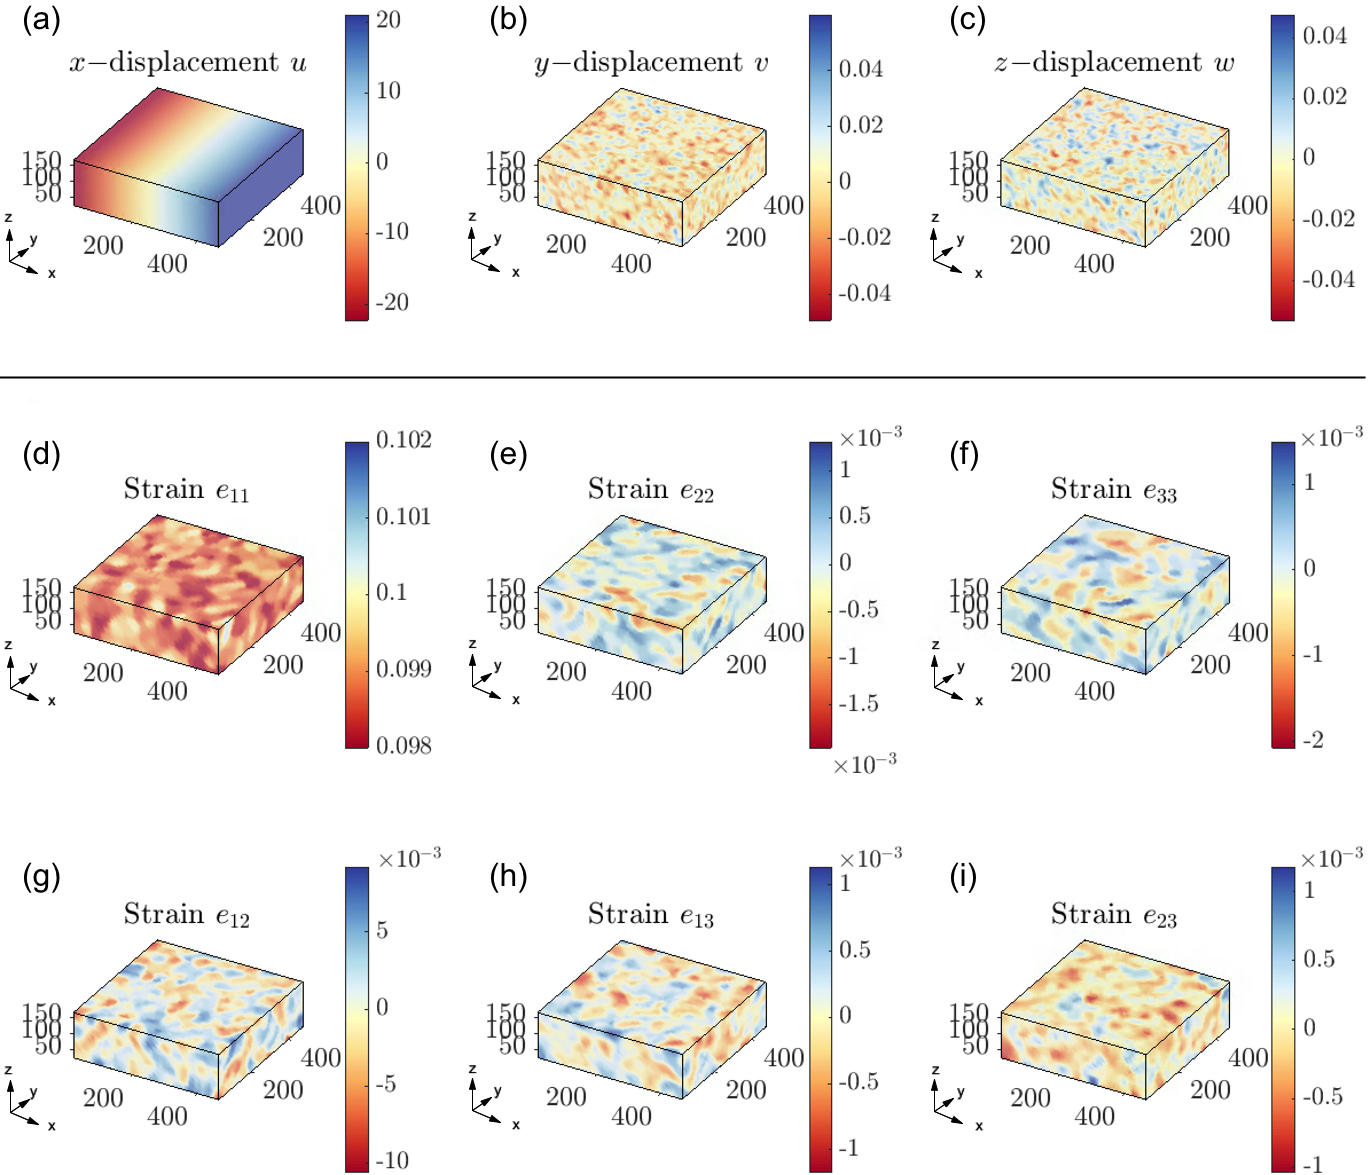 (a)
x−displacement u
150
100
50
200
400
200
400
z
y
x
20
10
0
-10
-20
(b)
y−displacement v
150
100
50
200
400
200
400
z
y
x
0.04
0.02
0
-0.02
-0.04
(c)
z−displacement w
150
100
50
200
400
200
400
z
y
x
0.04
0.02
0
-0.02
-0.04
(d)
Strain e11
150
100
50
200
400
200
400
z
y
x
0.102
0.101
0.1
0.099
0.098
(e)
Strain e22
150
100
50
200
400
200
400
z
y
x
×10−3
1
0.5
0
-0.5
-1
-1.5
×10−3
(f)
Strain e33
150
100
50
200
400
200
400
z
y
x
×10−3
1
0
-1
-2
(g)
Strain e12
150
100
50
200
400
200
400
z
y
x
×10−3
5
0
-5
-10
(h)
Strain e13
150
100
50
200
400
200
400
z
y
x
×10−3
1
0.5
0
-0.5
-1
(i)
Strain e23
150
100
50
200
400
200
400
z
y
x
×10−3
1
0.5
0
-0.5
-1